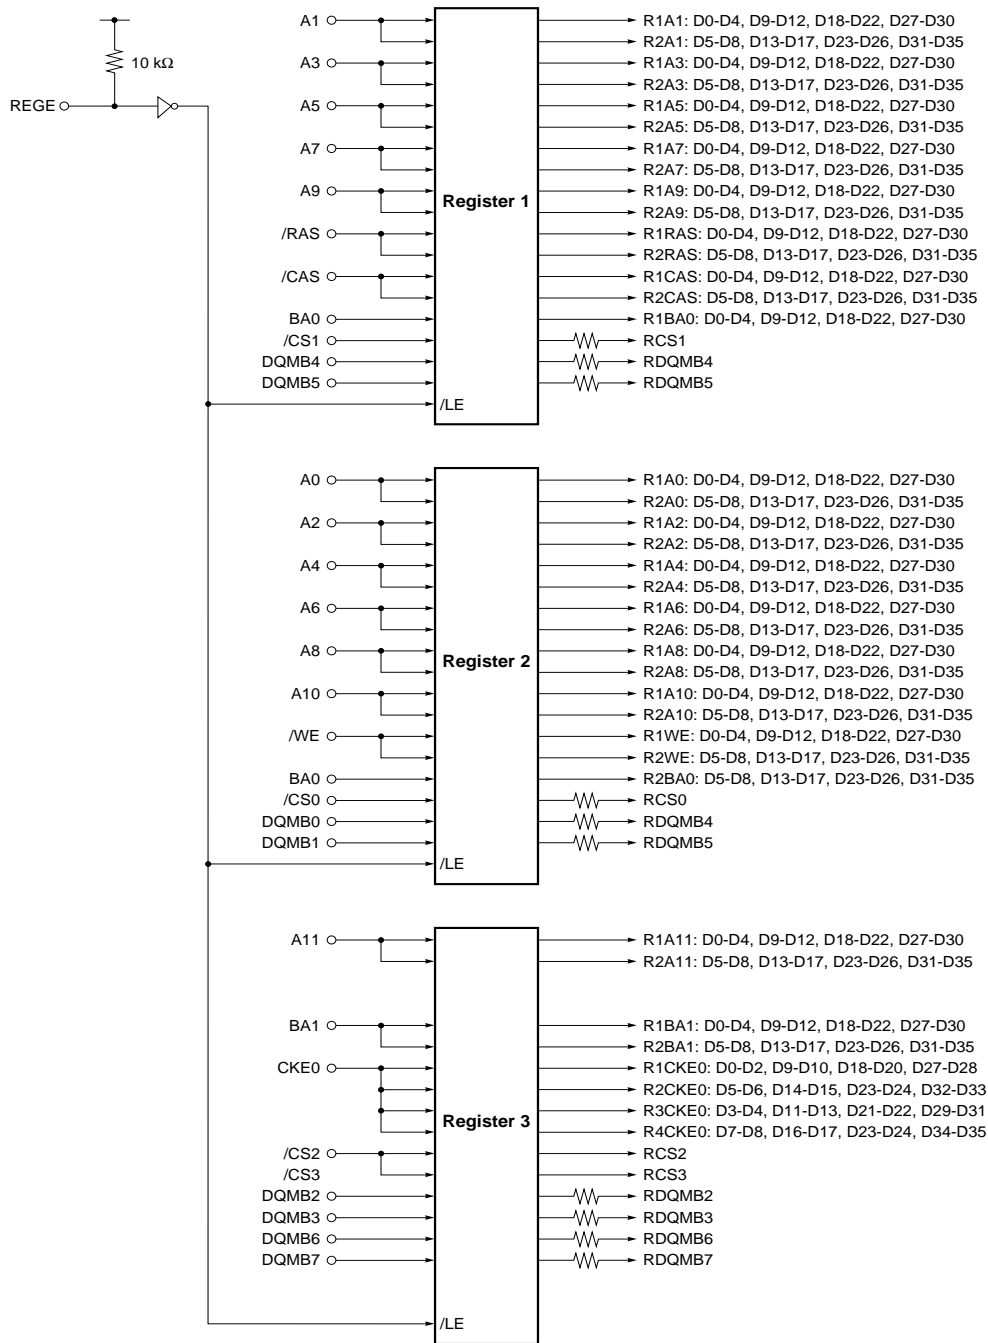 A1
R1A1: D0-D4, D9-D12, D18-D22, D27-D30
R2A1: D5-D8, D13-D17, D23-D26, D31-D35
10 kΩ
A3
R1A3: D0-D4, D9-D12, D18-D22, D27-D30
R2A3: D5-D8, D13-D17, D23-D26, D31-D35
REGE
A5
R1A5: D0-D4, D9-D12, D18-D22, D27-D30
R2A5: D5-D8, D13-D17, D23-D26, D31-D35
A7
R1A7: D0-D4, D9-D12, D18-D22, D27-D30
R2A7: D5-D8, D13-D17, D23-D26, D31-D35
A9
R1A9: D0-D4, D9-D12, D18-D22, D27-D30
Register 1
R2A9: D5-D8, D13-D17, D23-D26, D31-D35
/RAS
R1RAS: D0-D4, D9-D12, D18-D22, D27-D30
R2RAS: D5-D8, D13-D17, D23-D26, D31-D35
/CAS
R1CAS: D0-D4, D9-D12, D18-D22, D27-D30
R2CAS: D5-D8, D13-D17, D23-D26, D31-D35
BA0
R1BA0: D0-D4, D9-D12, D18-D22, D27-D30
/CS1
RCS1
DQMB4
RDQMB4
DQMB5
RDQMB5
/LE
A0
R1A0: D0-D4, D9-D12, D18-D22, D27-D30
R2A0: D5-D8, D13-D17, D23-D26, D31-D35
A2
R1A2: D0-D4, D9-D12, D18-D22, D27-D30
R2A2: D5-D8, D13-D17, D23-D26, D31-D35
A4
R1A4: D0-D4, D9-D12, D18-D22, D27-D30
R2A4: D5-D8, D13-D17, D23-D26, D31-D35
A6
R1A6: D0-D4, D9-D12, D18-D22, D27-D30
R2A6: D5-D8, D13-D17, D23-D26, D31-D35
A8
R1A8: D0-D4, D9-D12, D18-D22, D27-D30
Register 2
R2A8: D5-D8, D13-D17, D23-D26, D31-D35
A10
R1A10: D0-D4, D9-D12, D18-D22, D27-D30
R2A10: D5-D8, D13-D17, D23-D26, D31-D35
/WE
R1WE: D0-D4, D9-D12, D18-D22, D27-D30
R2WE: D5-D8, D13-D17, D23-D26, D31-D35
BA0
R2BA0: D5-D8, D13-D17, D23-D26, D31-D35
/CS0
RCS0
DQMB0
RDQMB4
DQMB1
RDQMB5
/LE
A11
R1A11: D0-D4, D9-D12, D18-D22, D27-D30
R2A11: D5-D8, D13-D17, D23-D26, D31-D35
BA1
R1BA1: D0-D4, D9-D12, D18-D22, D27-D30
R2BA1: D5-D8, D13-D17, D23-D26, D31-D35
CKE0
R1CKE0: D0-D2, D9-D10, D18-D20, D27-D28
R2CKE0: D5-D6, D14-D15, D23-D24, D32-D33
R3CKE0: D3-D4, D11-D13, D21-D22, D29-D31
Register 3
R4CKE0: D7-D8, D16-D17, D23-D24, D34-D35
/CS2
RCS2
/CS3
RCS3
DQMB2
RDQMB2
DQMB3
RDQMB3
DQMB6
RDQMB6
DQMB7
RDQMB7
/LE